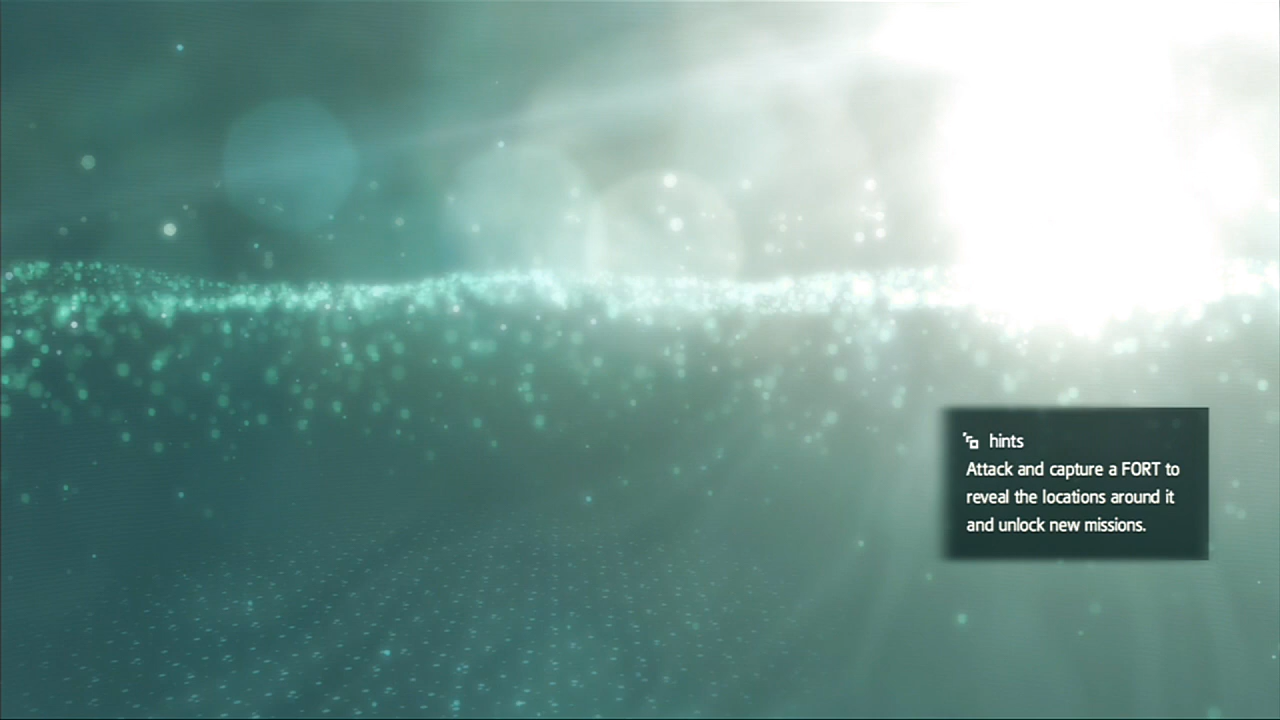 hints
Attack and capture a FORT to
reveal the locations around it
and unlock new missions.